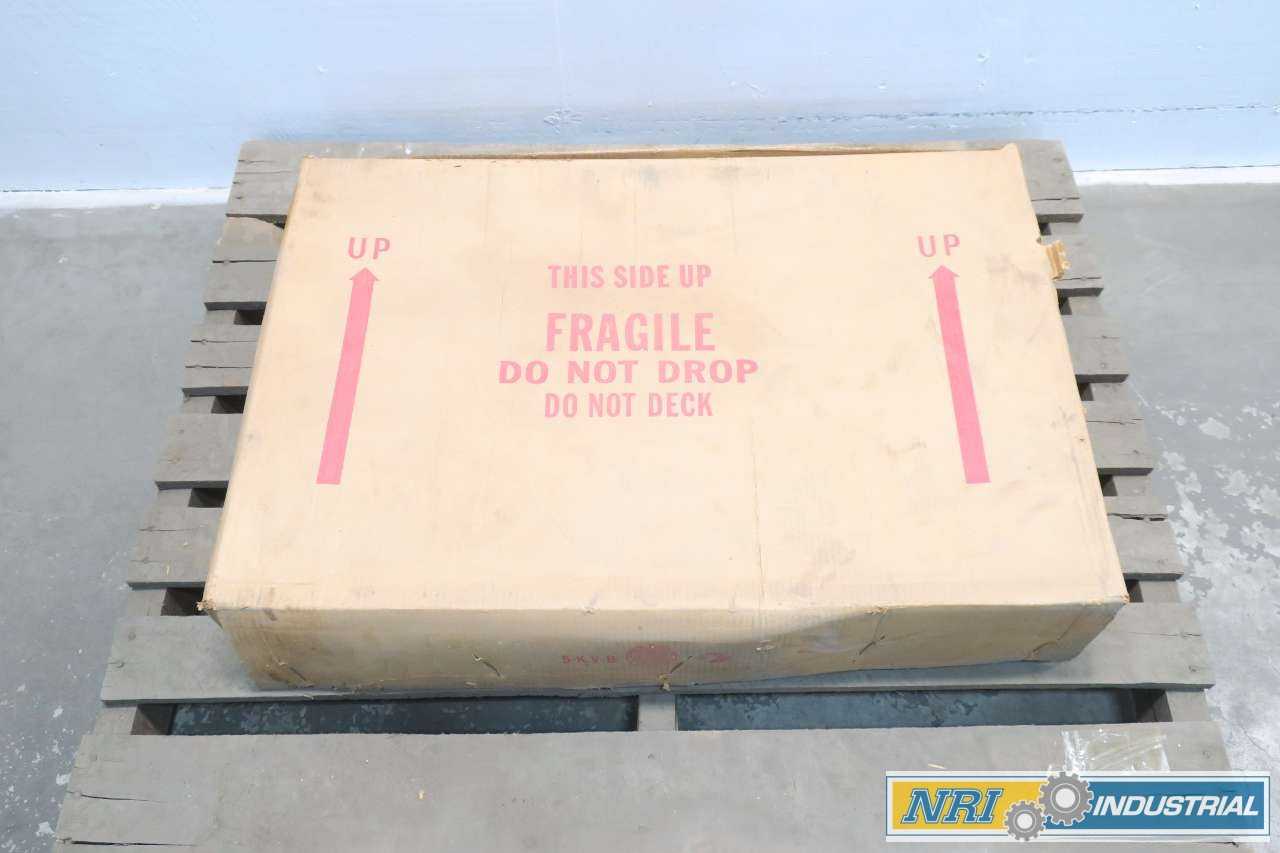 UP
UP
THIS SIDE UP
FRAGILE
DO NOT DROP
DO NOT DECK
NRI INDUSTRIAL